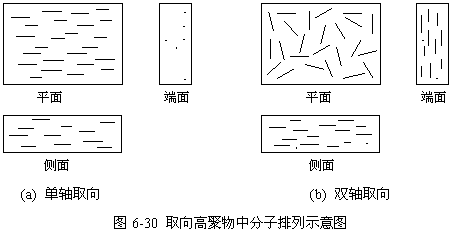 平面 端面 平面 端面
侧面 侧面
(a) 单轴取向 (b) 双轴取向
图 6-30 取向高聚物中分子排列示意图